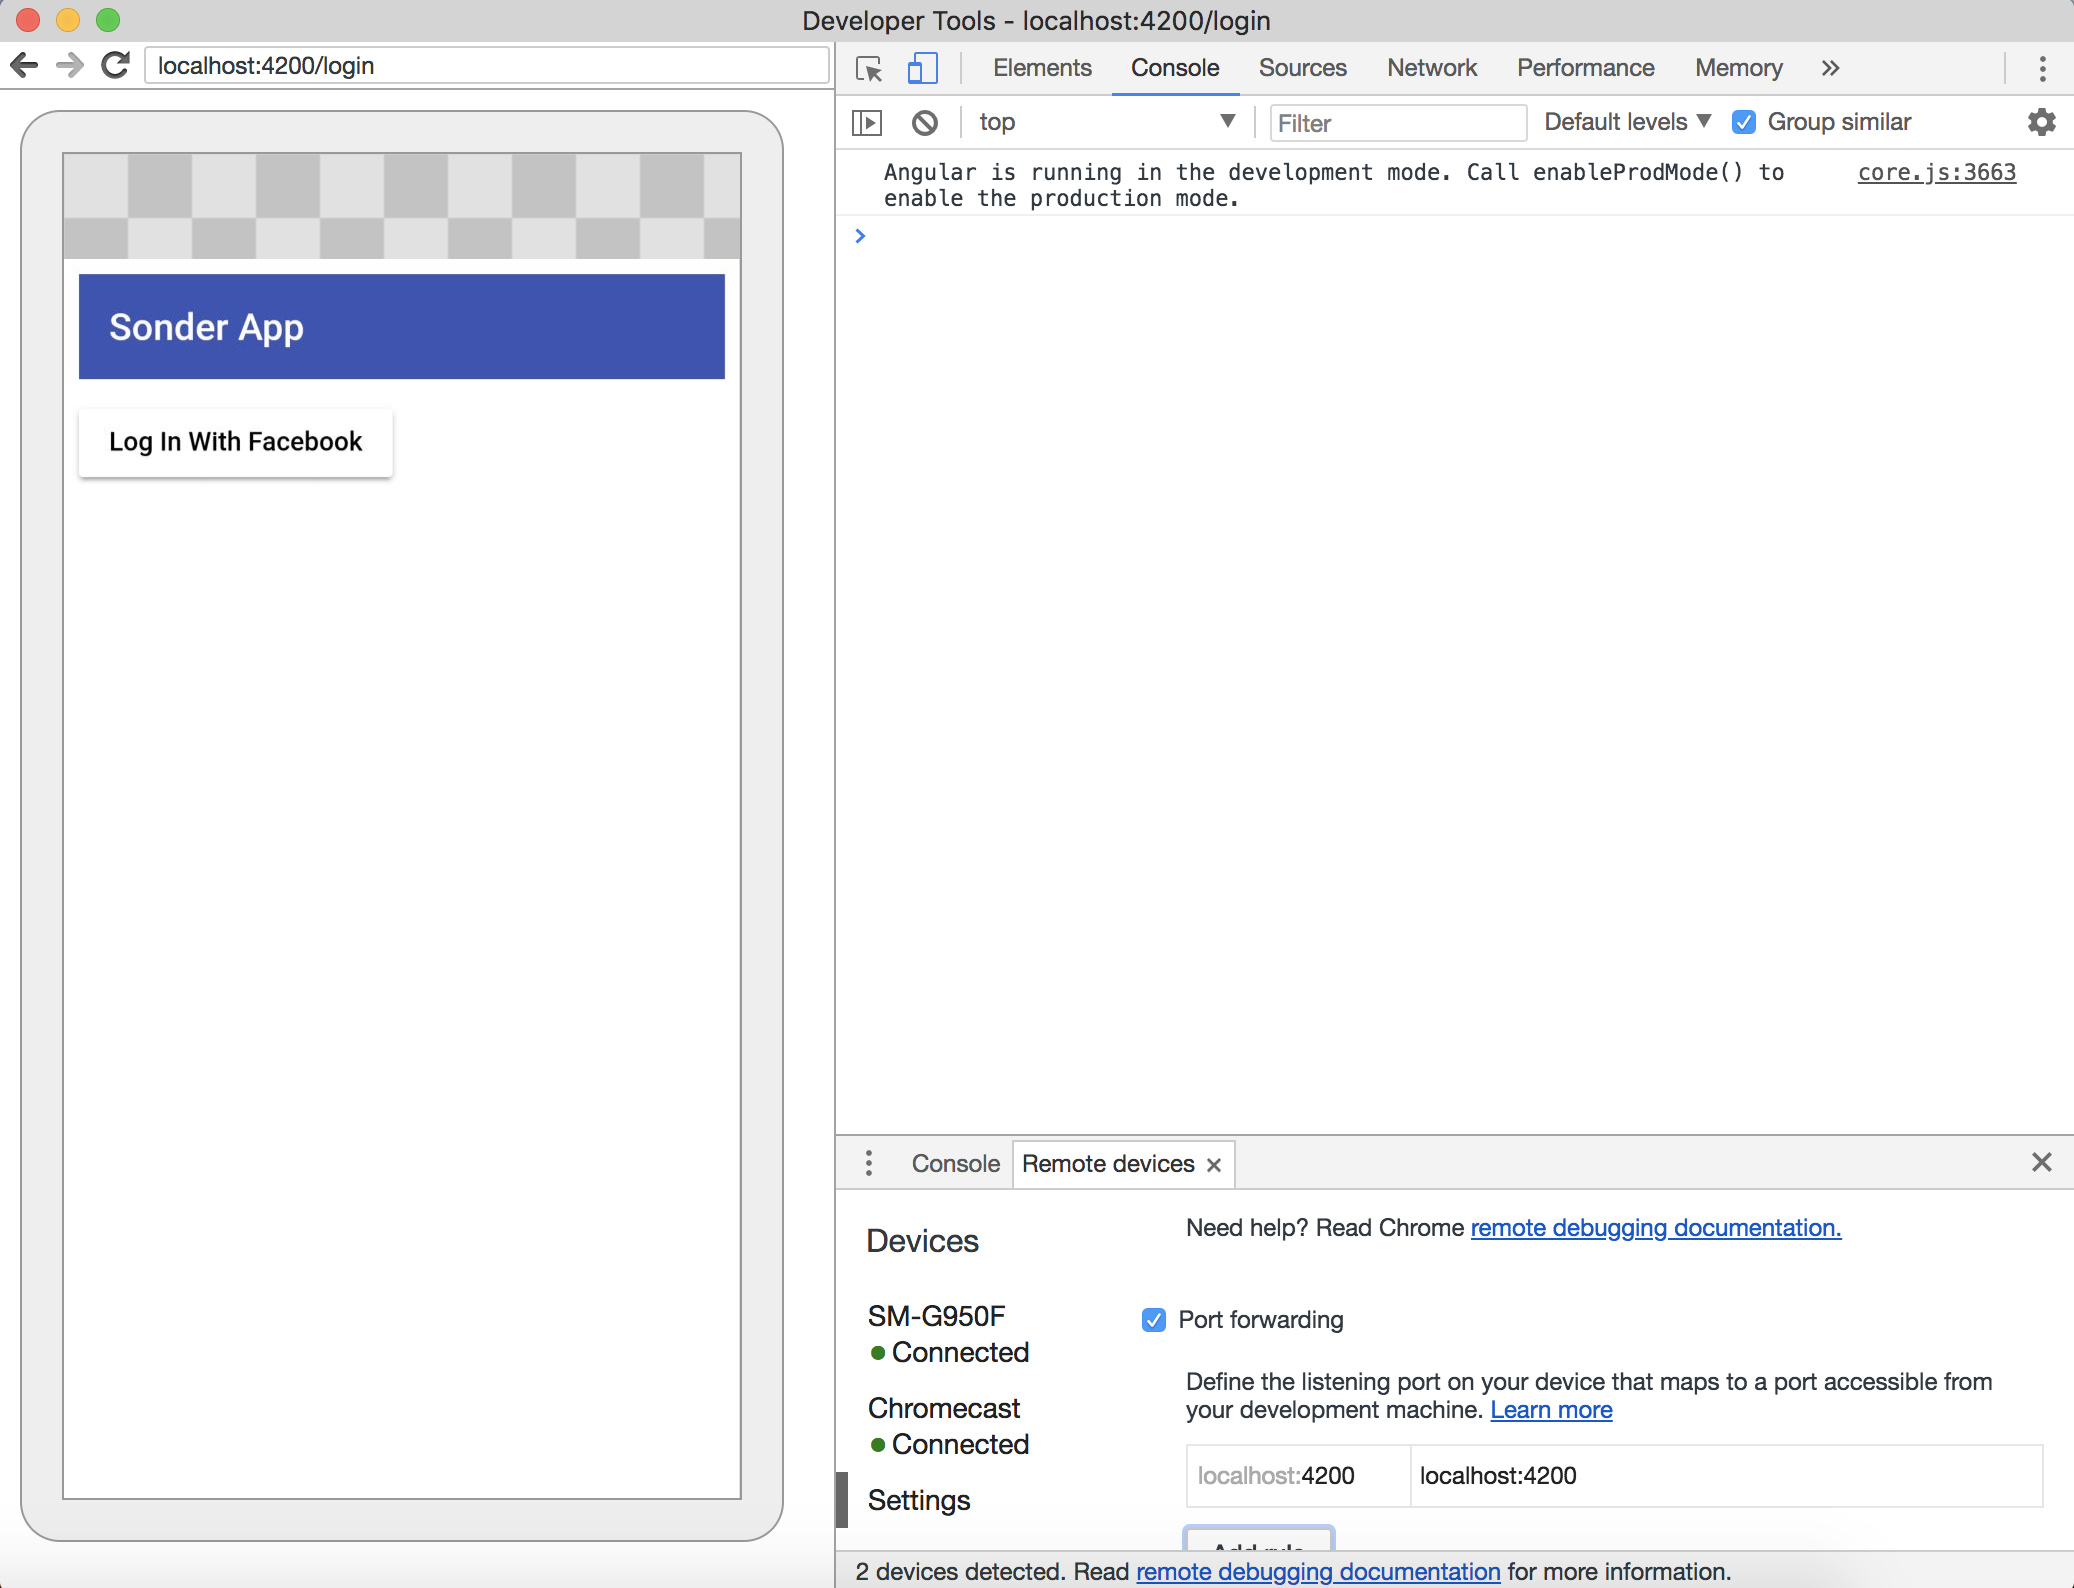 Developer Tools - localhost:4200/login
localhost:4200/login
Sonder App
Log In With Facebook
Elements Console Sources Network Performance Memory »
top Filter Default levels Group similar
Angular is running in the development mode. Call enableProdMode() to core.js:3663
enable the production mode.
Console Remote devices
Devices
Need help? Read Chrome remote debugging documentation.
SM-G950F
Connected
Port forwarding
Chromecast
Connected
Define the listening port on your device that maps to a port accessible from
your development machine. Learn more
localhost:4200 localhost:4200
Settings
Add rule
2 devices detected. Read remote debugging documentation for more information.